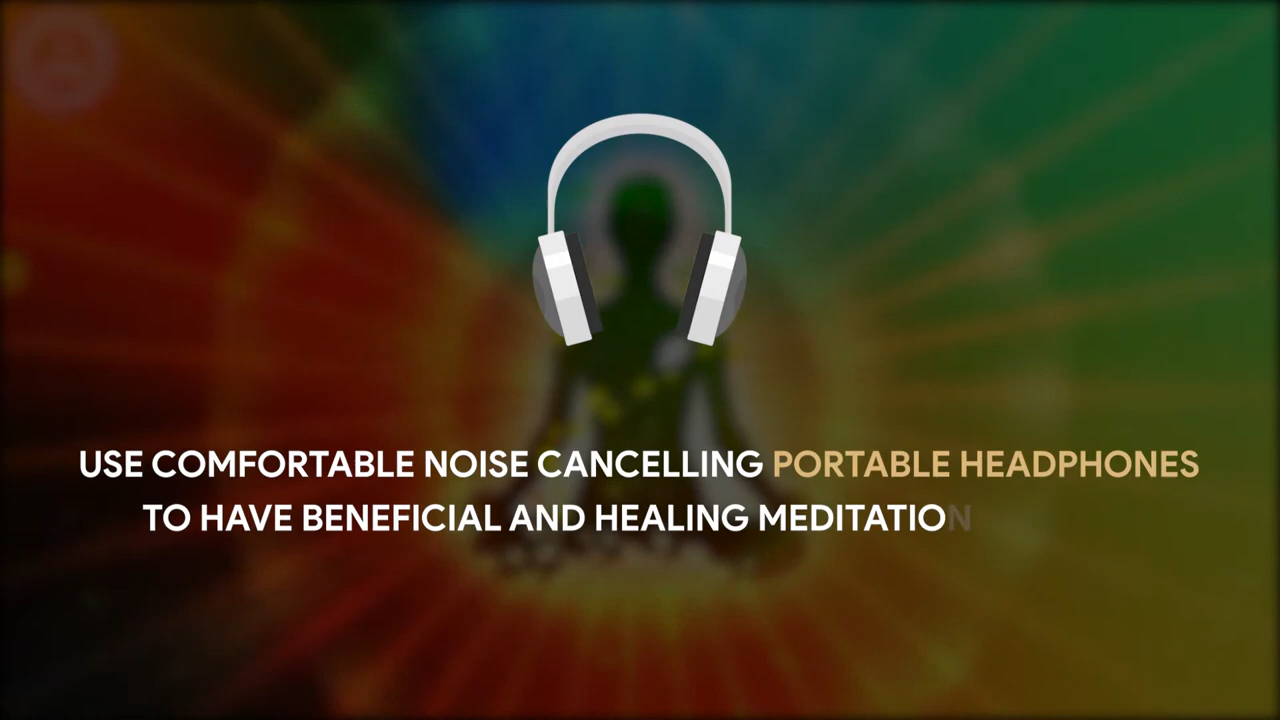 USE COMFORTABLE NOISE CANCELLING PORTABLE HEADPHONES
TO HAVE BENEFICIAL AND HEALING MEDITATION